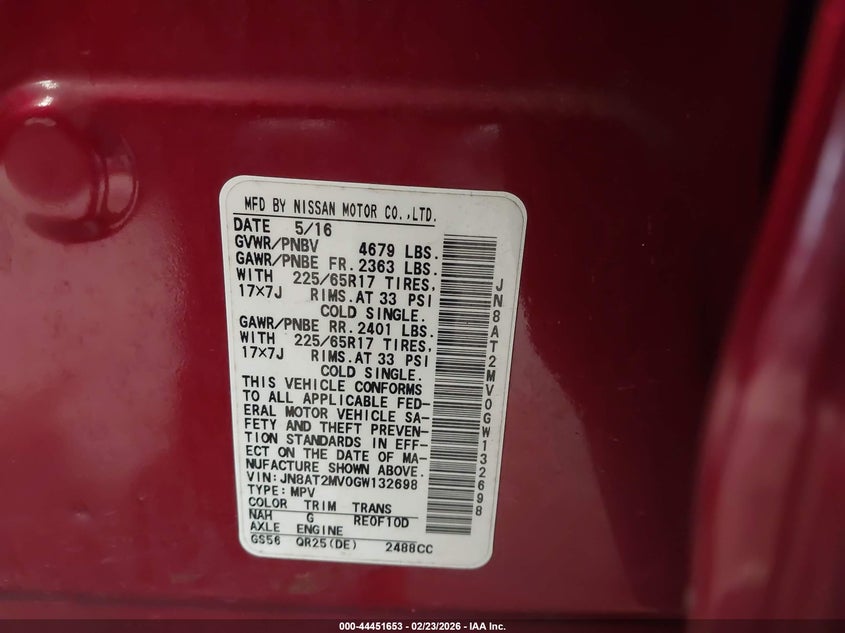 MFD BY NISSAN MOTOR CO.,LTD.
DATE 5/16
GVWR/PNBV 4679 LBS.
GAWR/PNBE FR. 2363 LBS.
WITH 225/65R17 TIRES,
17×7J RIMS. AT 33 PSI
COLD SINGLE.
GAWR/PNBE RR. 2401 LBS.
WITH 225/65R17 TIRES,
17×7J RIMS. AT 33 PSI
COLD SINGLE.
THIS VEHICLE CONFORMS
TO ALL APPLICABLE FED-
ERAL MOTOR VEHICLE SA-
FETY AND THEFT PREVEN-
TION STANDARDS IN EFF-
ECT ON THE DATE OF MA-
NUFACTURE SHOWN ABOVE.
VIN: JN8AT2MV0GW132698
TYPE: MPV
COLOR TRIM TRANS
NAH G RE0F10D
AXLE ENGINE
GS56 QR25(DE) 2488CC
JN8AT2MV0GW132698
000-44451653 - 02/23/2026 - IAA Inc.